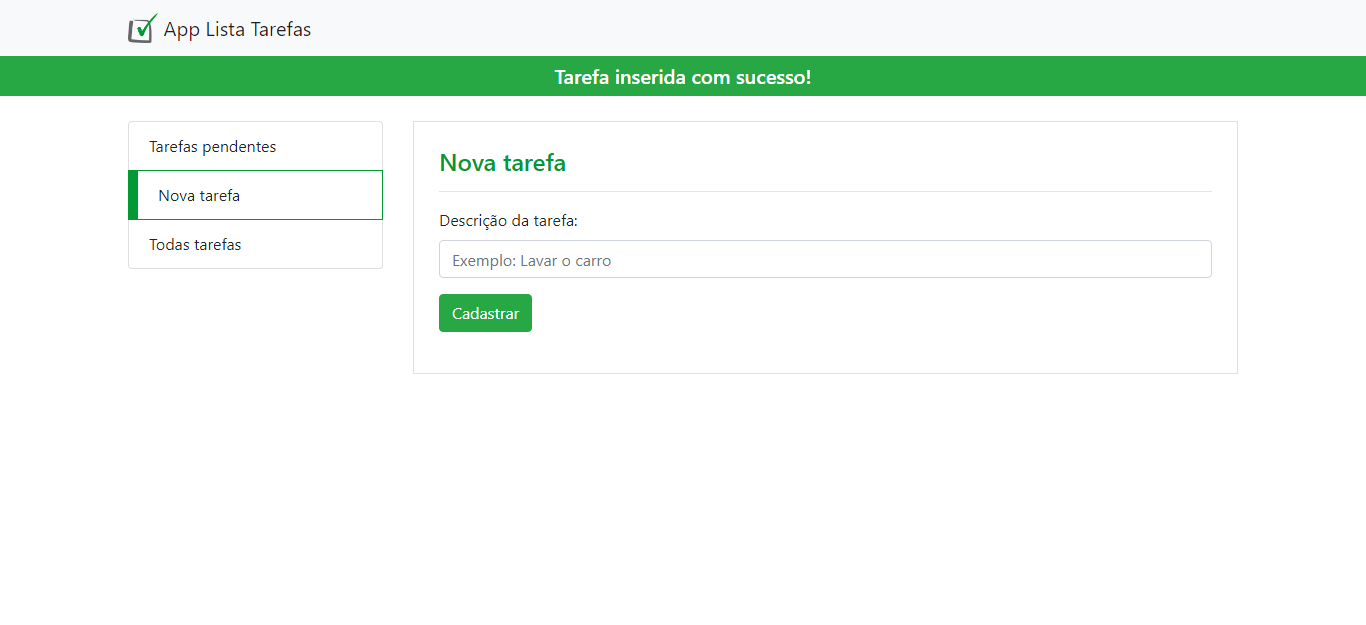 App Lista Tarefas
Tarefa inserida com sucesso!
Tarefas pendentes
Nova tarefa
Todas tarefas
Nova tarefa
Descrição da tarefa:
Exemplo: Lavar o carro
Cadastrar